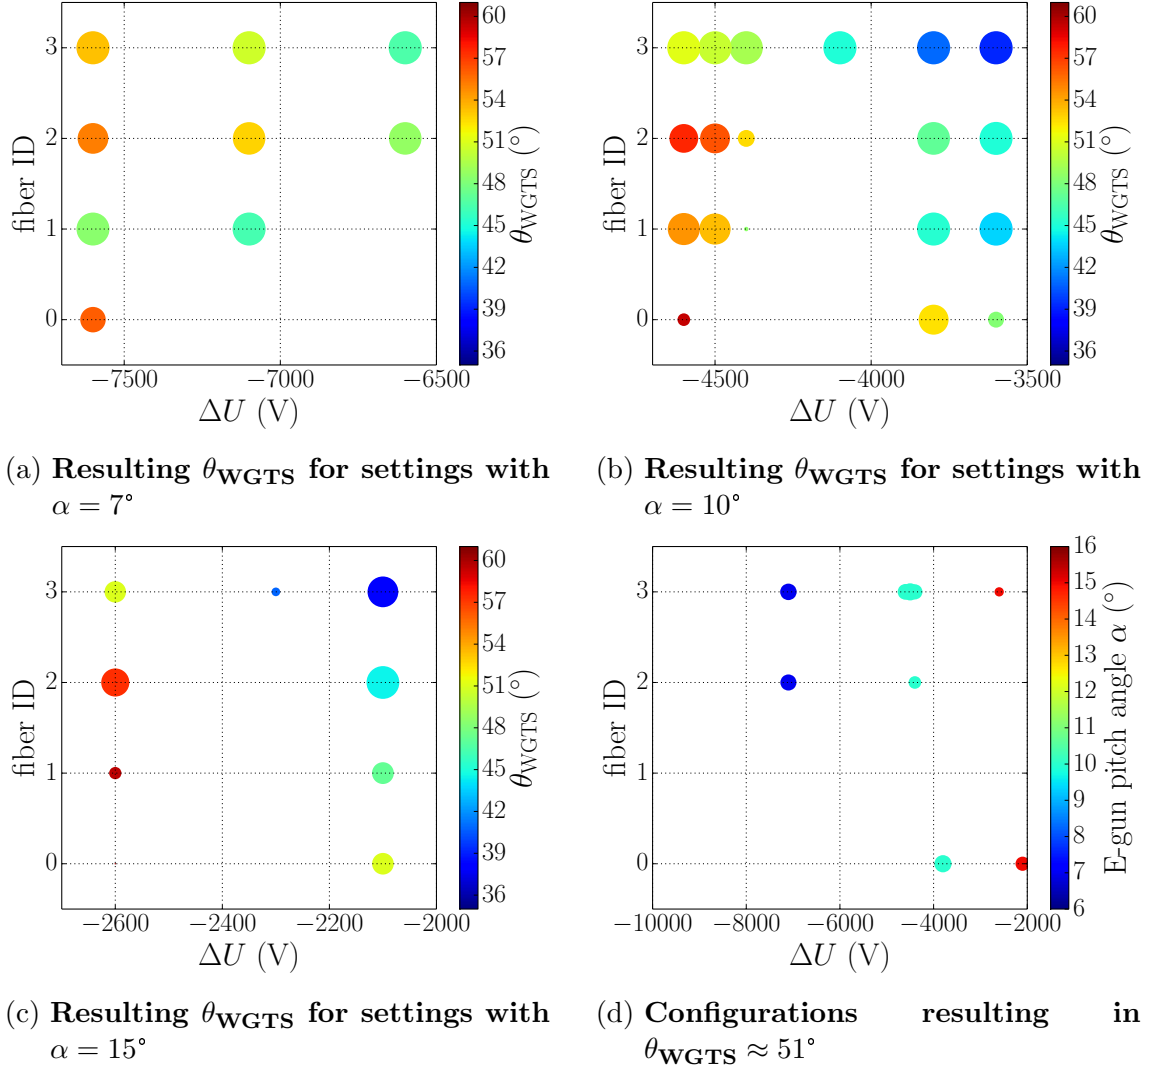 3
2
1
0
fiber ID
−7500 −7000 −6500
ΔU (V)
60
57
54
51
48
45
42
39
36
θWGTS (°)
3
2
1
0
fiber ID
−4500 −4000 −3500
ΔU (V)
60
57
54
51
48
45
42
39
36
θWGTS (°)
(a) Resulting θWGTS for settings with
α = 7°
(b) Resulting θWGTS for settings with
α = 10°
3
2
1
0
fiber ID
−2600 −2400 −2200 −2000
ΔU (V)
60
57
54
51
48
45
42
39
36
θWGTS (°)
3
2
1
0
fiber ID
−10000 −8000 −6000 −4000 −2000
ΔU (V)
16
15
14
13
12
11
10
9
8
7
6
E-gun pitch angle α (°)
(c) Resulting θWGTS for settings with
α = 15°
(d) Configurations resulting in
θWGTS ≈ 51°